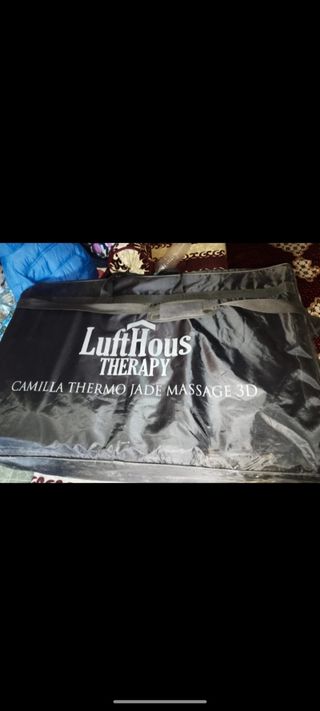 LuftHous
THERAPY
CAMILLA THERMO JADE MASSAGE 3D